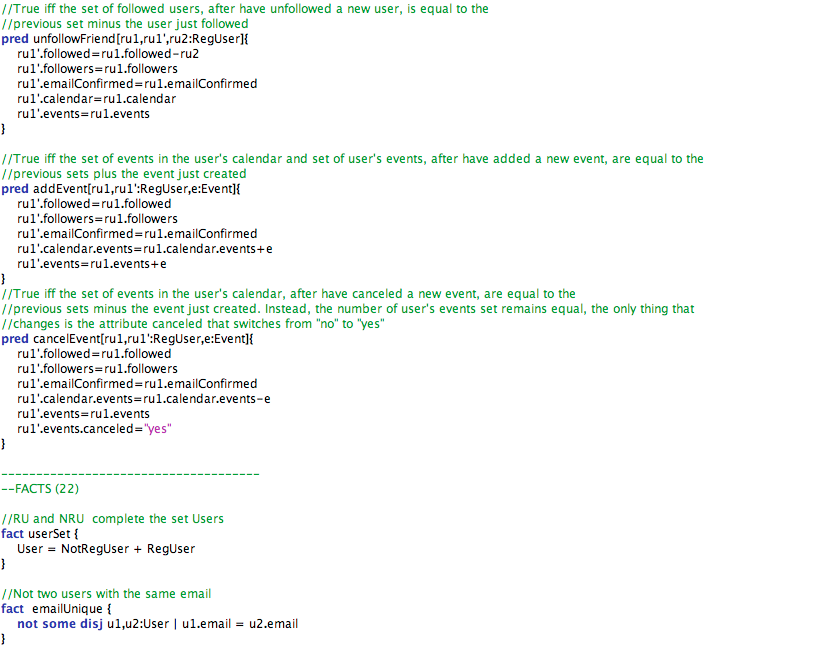 //True iff the set of followed users, after have unfollowed a new user, is equal to the
//previous set minus the user just followed
pred unfollowFriend[ru1,ru1',ru2:RegUser]{
ru1'.followed=ru1.followed-ru2
ru1'.followers=ru1.followers
ru1'.emailConfirmed=ru1.emailConfirmed
ru1'.calendar=ru1.calendar
ru1'.events=ru1.events
}
//True iff the set of events in the user's calendar and set of user's events, after have added a new event, are equal to the
//previous sets plus the event just created
pred addEvent[ru1,ru1':RegUser,e:Event]{
ru1'.followed=ru1.followed
ru1'.followers=ru1.followers
ru1'.emailConfirmed=ru1.emailConfirmed
ru1'.calendar.events=ru1.calendar.events+e
ru1'.events=ru1.events+e
}
//True iff the set of events in the user's calendar, after have canceled a new event, are equal to the
//previous sets minus the event just created. Instead, the number of user's events set remains equal, the only thing that
//changes is the attribute canceled that switches from "no" to "yes"
pred cancelEvent[ru1,ru1':RegUser,e:Event]{
ru1'.followed=ru1.followed
ru1'.followers=ru1.followers
ru1'.emailConfirmed=ru1.emailConfirmed
ru1'.calendar.events=ru1.calendar.events-e
ru1'.events=ru1.events
ru1'.events.canceled="yes"
}
-------------------------------------
--FACTS (22)
//RU and NRU  complete the set Users
fact userSet {
User = NotRegUser + RegUser
}
//Not two users with the same email
fact  emailUnique {
not some disj u1,u2:User | u1.email = u2.email
}